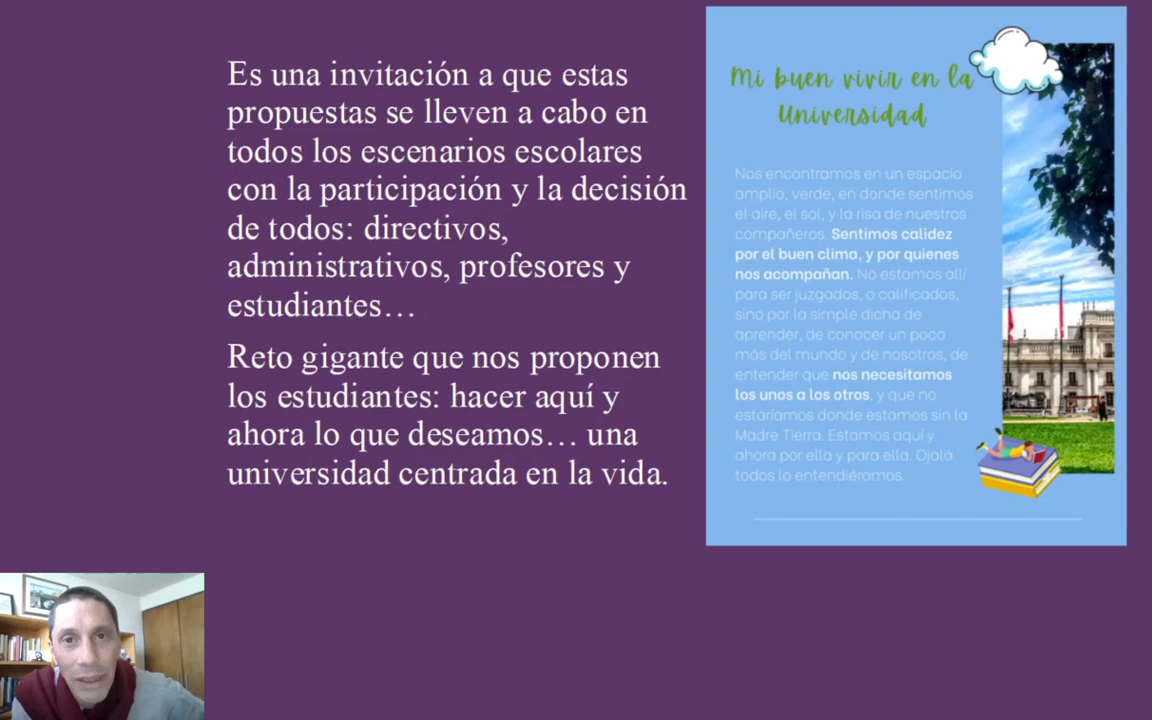 Es una invitación a que estas
propuestas se lleven a cabo en
todos los escenarios escolares
con la participación y la decisión
de todos: directivos,
administrativos, profesores y
estudiantes…
Reto gigante que nos proponen
los estudiantes: hacer aquí y
ahora lo que deseamos… una
universidad centrada en la vida.
Mi buen vivir en la
Universidad
Nos encontramos en un espacio
amplio, verde, en donde sentimos
el aire, el sol, y la risa de nuestros
compañeros. Sentimos calidez
por el buen clima, y por quienes
nos acompañan. No estamos allí
para ser juzgados, o calificados,
sino por la simple dicha de
aprender, de conocer un poco
más del mundo y de nosotros, de
entender que nos necesitamos
los unos a los otros, y que no
estaríamos donde estamos sin la
Madre Tierra. Estamos aquí y
ahora por ella y para ella. Ojalá
todos lo entendiéramos.